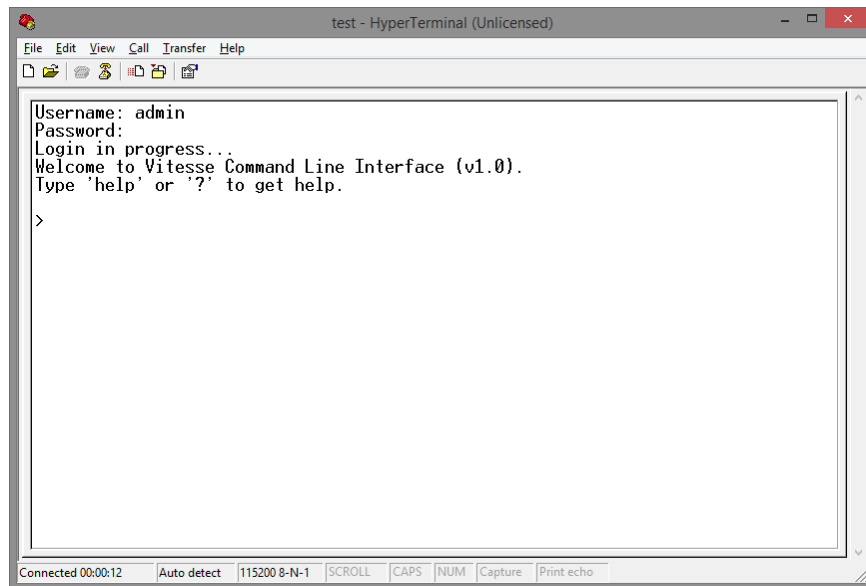 test - HyperTerminal (Unlicensed)
File Edit View Call Transfer Help
Username: admin
Password:
Login in progress...
Welcome to Vitesse Command Line Interface (v1.0).
Type 'help' or '?' to get help.
>
Connected 00:00:12 Auto detect 115200 8-N-1 SCROLL CAPS NUM Capture Print echo